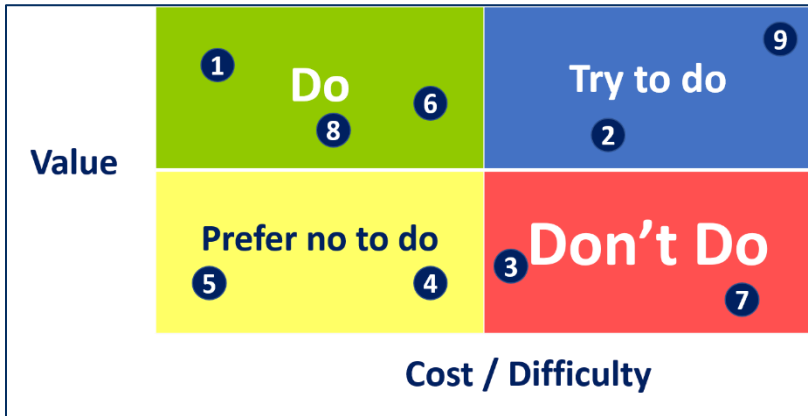 1
Do
6
8
9
Try to do
2
Value
Prefer no to do
5
4
3
Don't Do
7
Cost / Difficulty